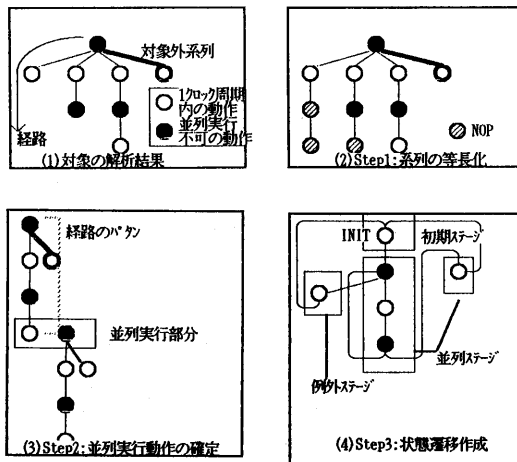 対象外系列
1クロック周期
内の動作
並列実行
不可の動作
経路
(1)対象の解析結果
NOP
(2)Step1:系列の等長化
経路のパタン
並列実行部分
(3)Step2:並列実行動作の確定
INIT
初期ステージ
並列ステージ
例外ステージ
(4)Step3:状態遷移作成